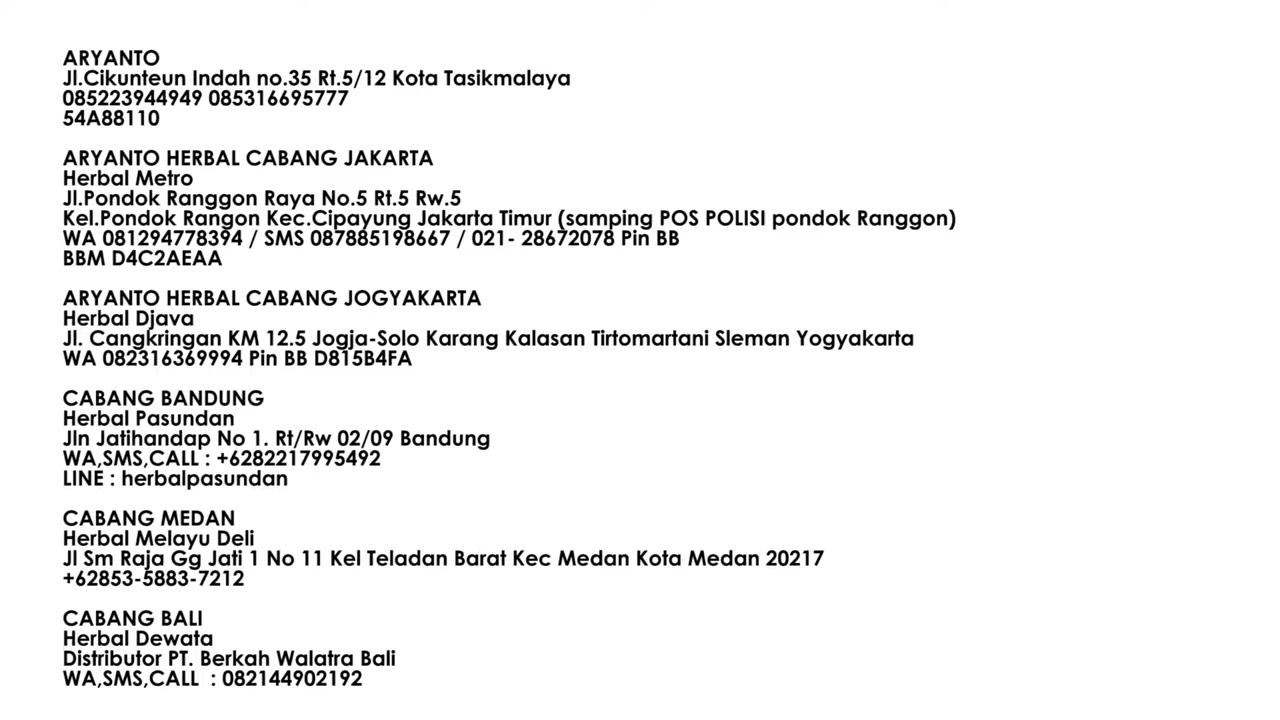 ARYANTO
Jl.Cikunteun Indah no.35 Rt.5/12 Kota Tasikmalaya
085223944949 085316695777
54A88110
ARYANTO HERBAL CABANG JAKARTA
Herbal Metro
Jl.Pondok Ranggon Raya No.5 Rt.5 Rw.5
Kel.Pondok Rangon Kec.Cipayung Jakarta Timur (samping POS POLISI pondok Ranggon)
WA 081294778394 / SMS 087885198667 / 021- 28672078 Pin BB
BBM D4C2AEAA
ARYANTO HERBAL CABANG JOGYAKARTA
Herbal Djava
Jl. Cangkringan KM 12.5 Jogja-Solo Karang Kalasan Tirtomartani Sleman Yogyakarta
WA 082316369994 Pin BB D815B4FA
CABANG BANDUNG
Herbal Pasundan
Jln Jatihandap No 1. Rt/Rw 02/09 Bandung
WA,SMS,CALL : +6282217995492
LINE : herbalpasundan
CABANG MEDAN
Herbal Melayu Deli
Jl Sm Raja Gg Jati 1 No 11 Kel Teladan Barat Kec Medan Kota Medan 20217
+62853-5883-7212
CABANG BALI
Herbal Dewata
Distributor PT. Berkah Walatra Bali
WA,SMS,CALL  : 082144902192